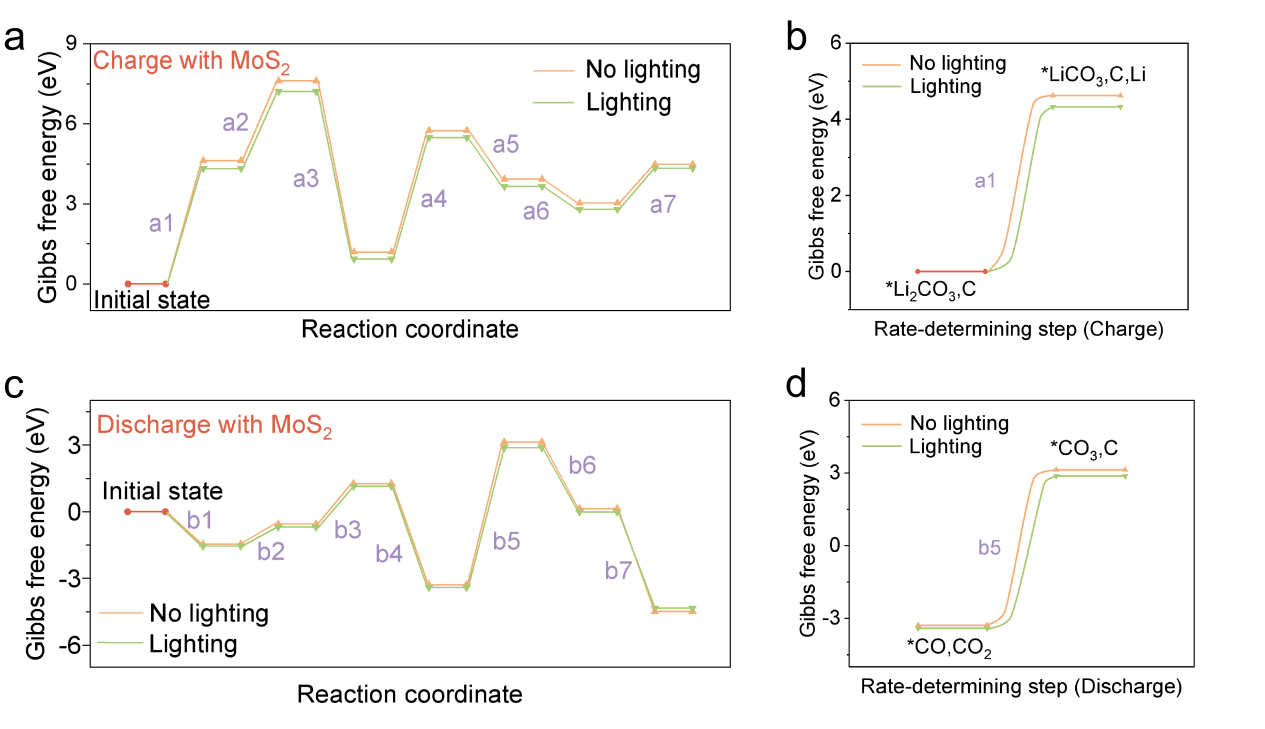 a
9
6
3
0
Gibbs free energy (eV)
Charge with MoS₂
No lighting
Lighting
a1
a2
a3
a4
a5
a6
a7
Initial state
Reaction coordinate
b
6
4
2
0
Gibbs free energy (eV)
No lighting
Lighting
*LiCO₃,C,Li
a1
*Li₂CO₃,C
Rate-determining step (Charge)
c
3
0
-3
-6
Gibbs free energy (eV)
Discharge with MoS₂
Initial state
b1
b2
b3
b4
b5
b6
b7
No lighting
Lighting
Reaction coordinate
d
6
3
0
-3
Gibbs free energy (eV)
No lighting
Lighting
*CO₃,C
b5
*CO,CO₂
Rate-determining step (Discharge)